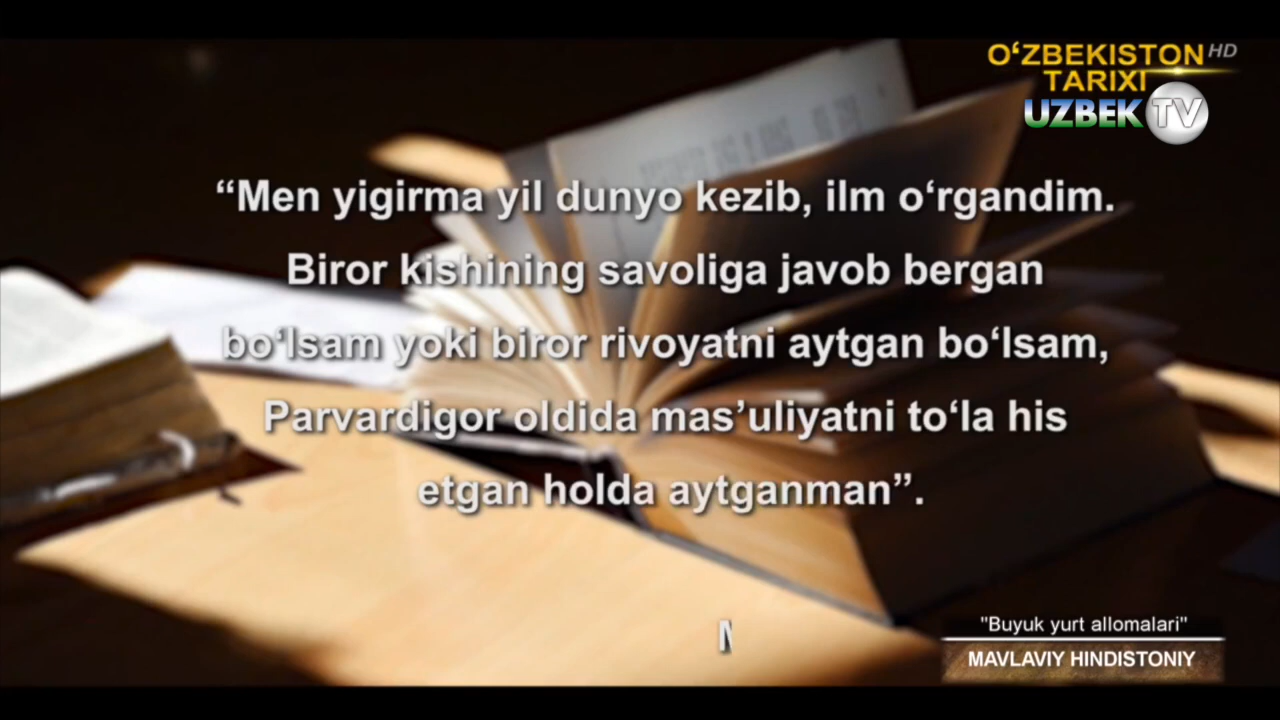 O‘ZBEKISTON HD
TARIXI
UZBEK TV
“Men yigirma yil dunyo kezib, ilm o‘rgandim.
Biror kishining savoliga javob bergan
bo‘lsam yoki biror rivoyatni aytgan bo‘lsam,
Parvardigor oldida mas’uliyatni to‘la his
etgan holda aytganman”.
"Buyuk yurt allomalari"
MAVLAVIY HINDISTONIY